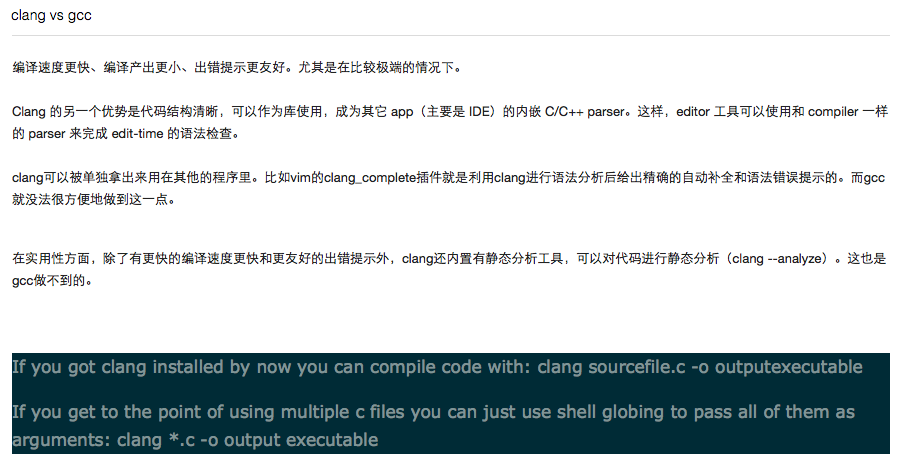 clang vs gcc
编译速度更快、编译产出更小、出错提示更友好。尤其是在比较极端的情况下。
Clang 的另一个优势是代码结构清晰，可以作为库使用，成为其它 app（主要是 IDE）的内嵌 C/C++ parser。这样，editor 工具可以使用和 compiler 一样
的 parser 来完成 edit-time 的语法检查。
clang可以被单独拿出来用在其他的程序里。比如vim的clang_complete插件就是利用clang进行语法分析后给出精确的自动补全和语法错误提示的。而gcc
就没法很方便地做到这一点。
在实用性方面，除了有更快的编译速度更快和更友好的出错提示外，clang还内置有静态分析工具，可以对代码进行静态分析（clang --analyze）。这也是
gcc做不到的。
If you got clang installed by now you can compile code with: clang sourcefile.c -o outputexecutable
If you get to the point of using multiple c files you can just use shell globing to pass all of them as
arguments: clang *.c -o output executable